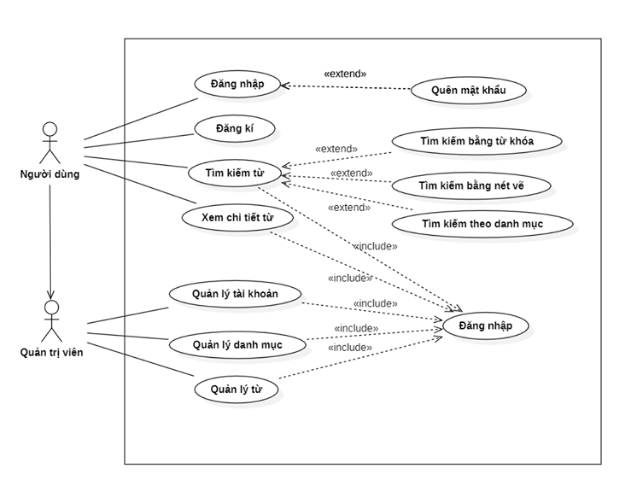 Đăng nhập
«extend»
Quên mật khẩu
Đăng kí
Tìm kiếm bằng từ khóa
«extend»
Người dùng
Tìm kiếm từ
«extend»
Tìm kiếm bằng nét vẽ
«extend»
Xem chi tiết từ
Tìm kiếm theo danh mục
«include»
«include»
Quản lý tài khoản
«include»
Đăng nhập
«include»
Quản trị viên
Quản lý danh mục
«include»
Quản lý từ